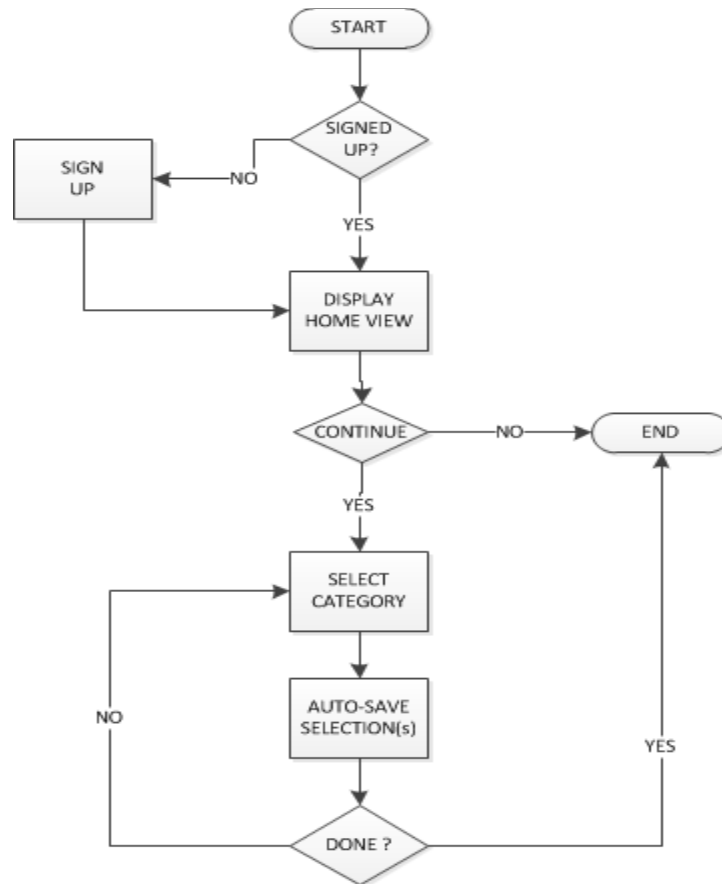 START
SIGNED
UP?
SIGN
UP
NO
YES
DISPLAY
HOME VIEW
CONTINUE
NO
END
YES
SELECT
CATEGORY
AUTO-SAVE
SELECTION(s)
NO
YES
DONE ?